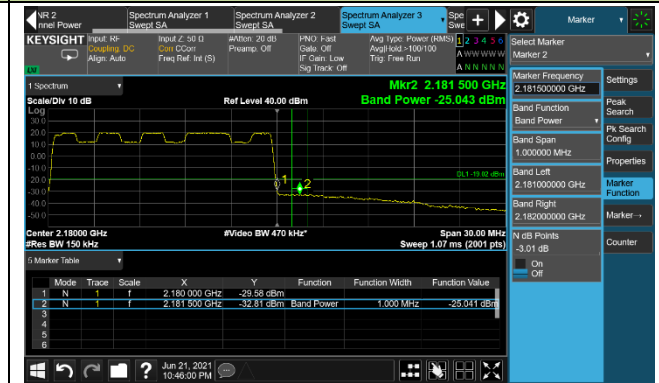 NR 2
nnel Power
Spectrum Analyzer 1
Swept SA
Spectrum Analyzer 2
Swept SA
Spectrum Analyzer 3
Swept SA
Spe
Swe
Marker
KEYSIGHT
Input: RF
Coupling: DC
Align: Auto
Input Z: 50 Ω
Corr CCorr
Freq Ref: Int (S)
#Atten: 20 dB
Preamp: Off
PNO: Fast
Gate: Off
IF Gain: Low
Sig Track: Off
Avg Type: Power (RMS)
Avg|Hold:>100/100
Trig: Free Run
1 2 3 4 5 6
A W W W W W
A N N N N N
Select Marker
Marker 2
1 Spectrum
Scale/Div 10 dB
Log
Ref Level 40.00 dBm
Mkr2 2.181 500 GHz
Band Power -25.043 dBm
30.0
20.0
10.0
0.00
-10.0
-20.0
-30.0
-40.0
-50.0
DL1 -19.02 dBm
1
2
Center 2.18000 GHz
#Res BW 150 kHz
#Video BW 470 kHz*
Span 30.00 MHz
Sweep 1.07 ms (2001 pts)
5 Marker Table
Mode Trace Scale X Y Function Function Width Function Value
1 N 1 f 2.180 000 GHz -29.58 dBm
2 N 1 f 2.181 500 GHz -32.81 dBm Band Power 1.000 MHz -25.041 dBm
3
4
5
6
Marker Frequency
2.181500000 GHz
Band Function
Band Power
Band Span
1.000000 MHz
Band Left
2.181000000 GHz
Band Right
2.182000000 GHz
N dB Points
-3.01 dB
On
Off
Settings
Peak
Search
Pk Search
Config
Properties
Marker
Function
Marker→
Counter
?
Jun 21, 2021
10:46:00 PM